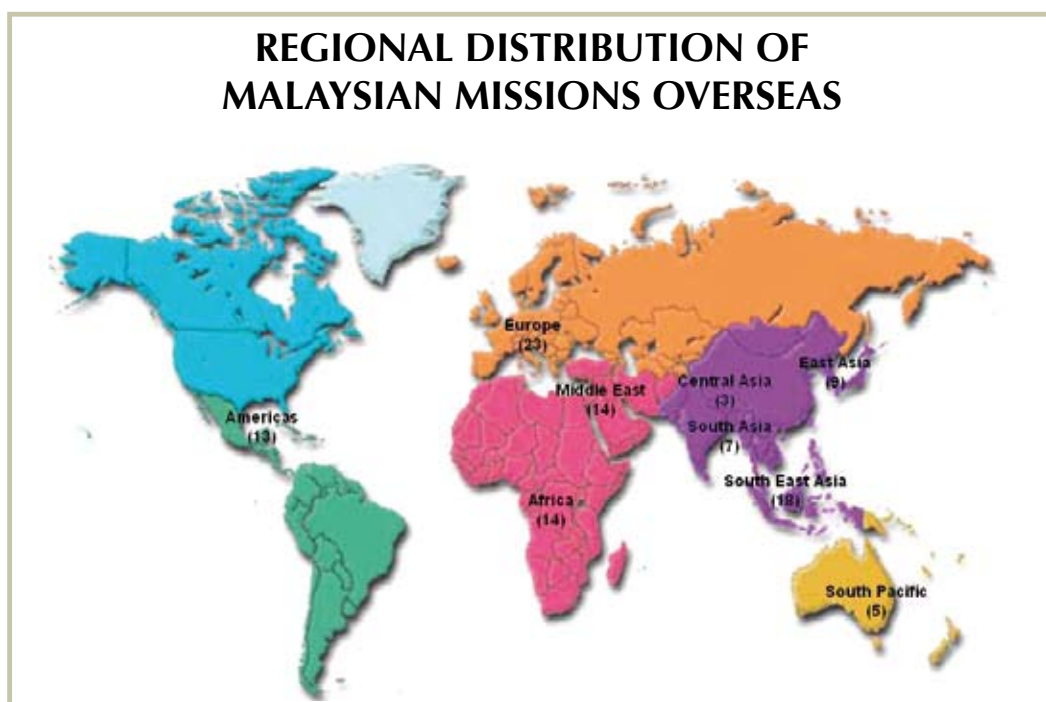 REGIONAL DISTRIBUTION OF
MALAYSIAN MISSIONS OVERSEAS
Europe
(23)
East Asia
(9)
Central Asia
(3)
Middle East
(14)
Americas
(13)
South Asia
(7)
South East Asia
(18)
Africa
(14)
South Pacific
(5)